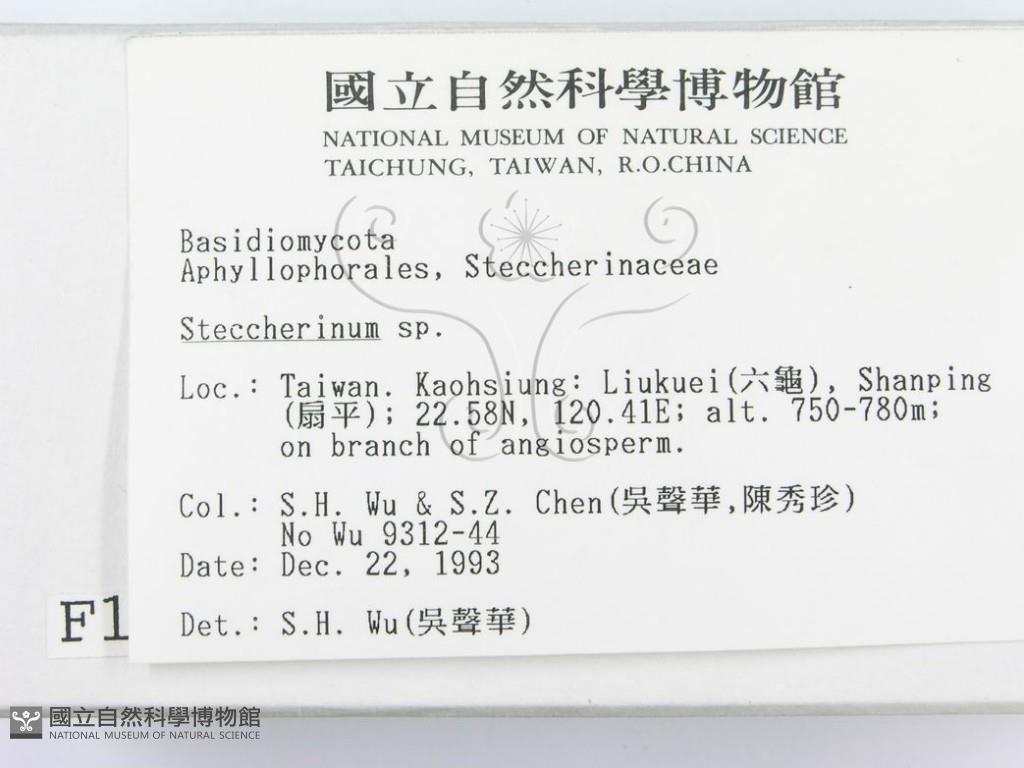 國立自然科學博物館
NATIONAL MUSEUM OF NATURAL SCIENCE
TAICHUNG, TAIWAN, R.O.CHINA
Basidiomycota
Aphyllophorales, Steccherinaceae
Steccherinum sp.
Loc.: Taiwan. Kaohsiung: Liukuei(六龜), Shanping
(扇平); 22.58N, 120.41E; alt. 750-780m;
on branch of angiosperm.
Col.: S.H. Wu & S.Z. Chen(吳聲華,陳秀珍)
No Wu 9312-44
Date: Dec. 22, 1993
Det.: S.H. Wu(吳聲華)
F1
國立自然科學博物館
NATIONAL MUSEUM OF NATURAL SCIENCE